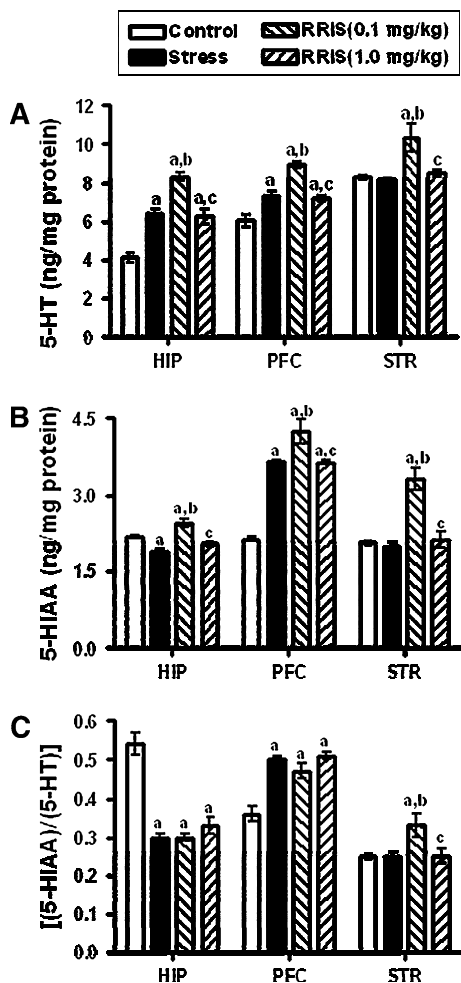 Control RRIS(0.1 mg/kg)
Stress RRIS(1.0 mg/kg)
A
5-HT (ng/mg protein)
12
10
8
6
4
2
0
a
a,b
a,c
a
a,b
a,c
a,b
c
HIP PFC STR
B
5-HIAA (ng/mg protein)
4.5
3.0
1.5
0.0
a
a,b
c
a
a,b
a,c
a,b
c
HIP PFC STR
C
[(5-HIAA)/(5-HT)]
0.6
0.5
0.4
0.3
0.2
0.1
0.0
a
a
a
a
a
a
a,b
c
HIP PFC STR